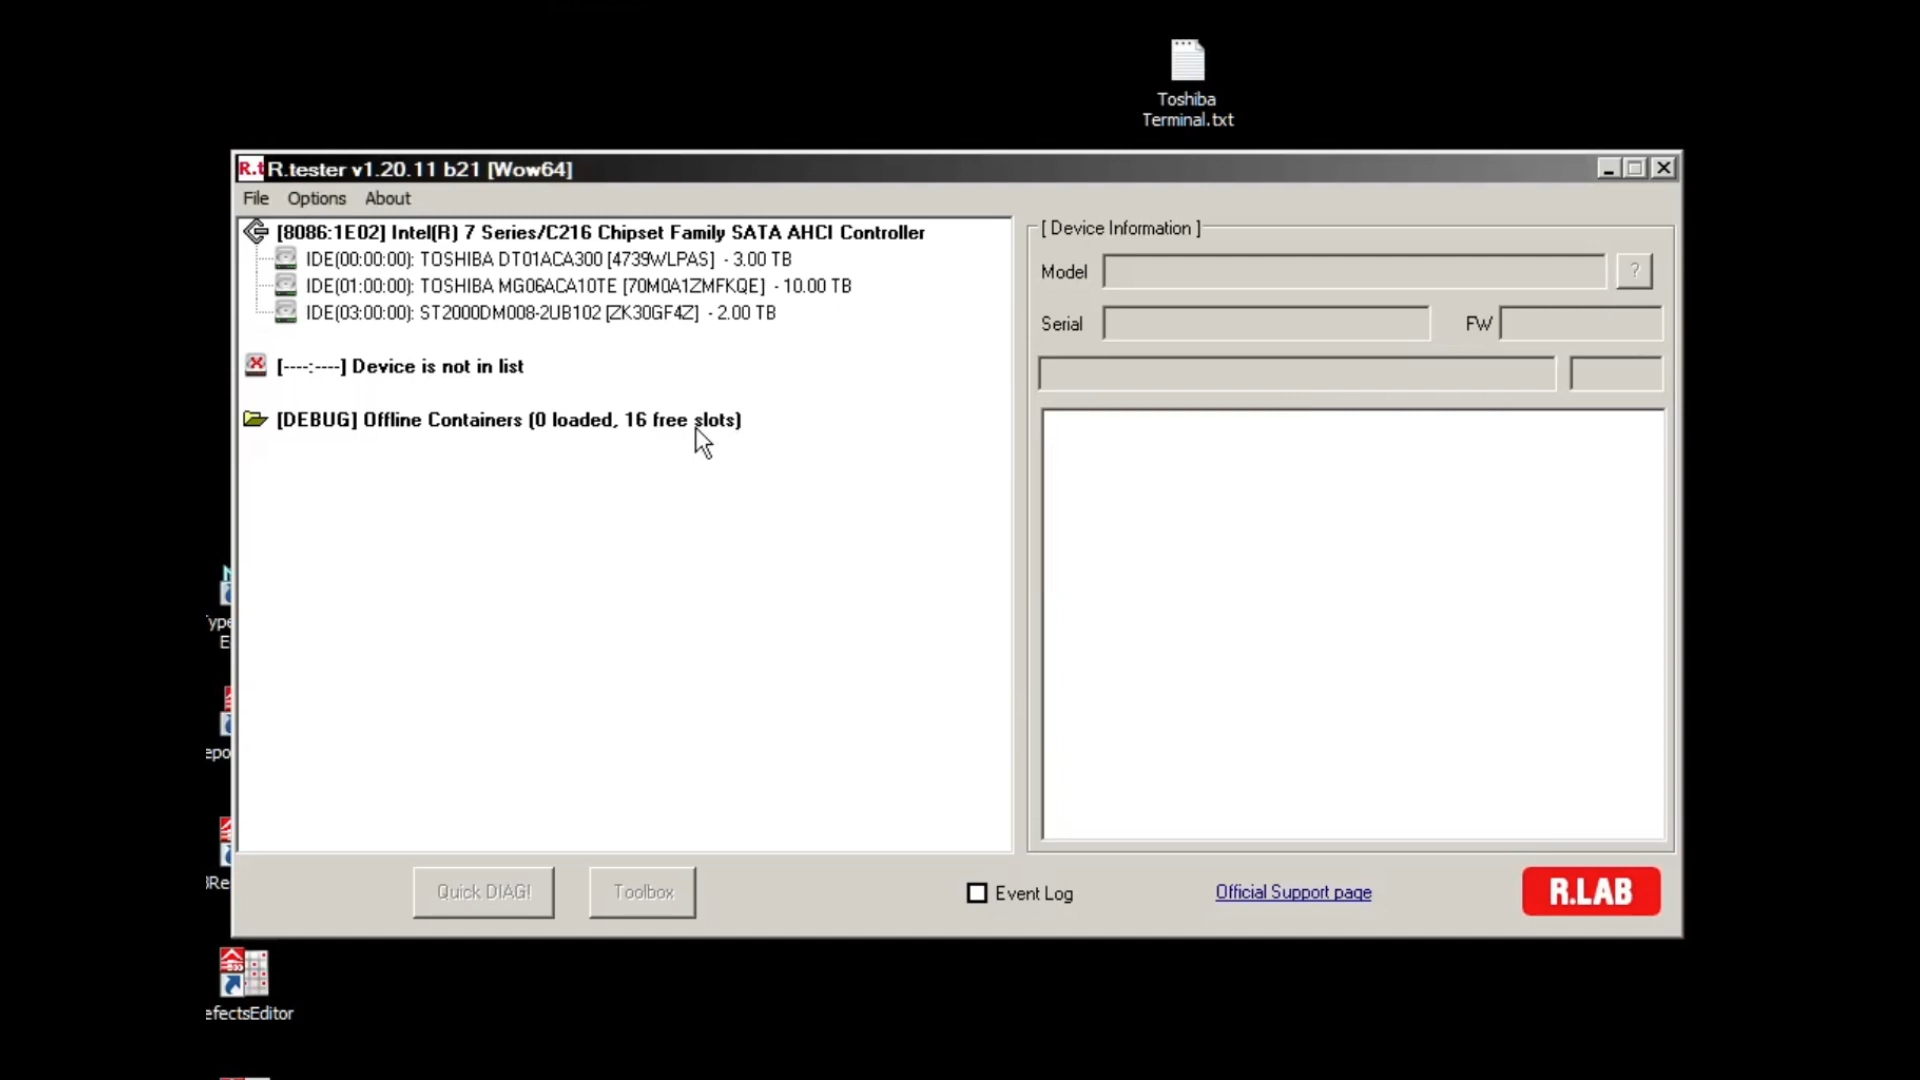 Toshiba
Terminal.txt
R.t R.tester v1.20.11 b21 [Wow64]
File Options About
[8086:1E02] Intel(R) 7 Series/C216 Chipset Family SATA AHCI Controller
IDE(00:00:00): TOSHIBA DT01ACA300 [4739WLPAS] - 3.00 TB
IDE(01:00:00): TOSHIBA MG06ACA10TE [70M0A1ZMFKQE] - 10.00 TB
IDE(03:00:00): ST2000DM008-2UB102 [ZK30GF4Z] - 2.00 TB
[----:----] Device is not in list
[DEBUG] Offline Containers (0 loaded, 16 free slots)
[ Device Information ]
Model
?
Serial
FW
Quick DIAG!
Toolbox
Event Log
Official Support page
R.LAB
efectsEditor